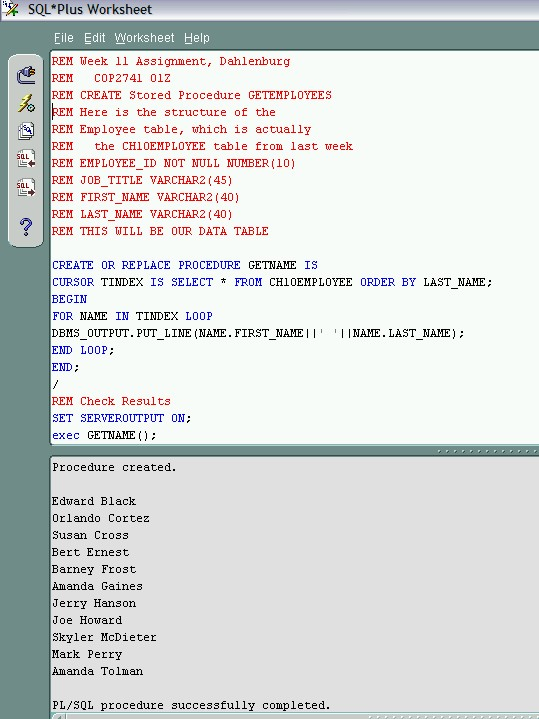 SQL*Plus Worksheet
File Edit Worksheet Help
REM Week 11 Assignment, Dahlenburg
REM   COP2741 01Z
REM CREATE Stored Procedure GETEMPLOYEES
REM Here is the structure of the
REM Employee table, which is actually
REM   the CH10EMPLOYEE table from last week
REM EMPLOYEE_ID NOT NULL NUMBER(10)
REM JOB_TITLE VARCHAR2(45)
REM FIRST_NAME VARCHAR2(40)
REM LAST_NAME VARCHAR2(40)
REM THIS WILL BE OUR DATA TABLE
CREATE OR REPLACE PROCEDURE GETNAME IS
CURSOR TINDEX IS SELECT * FROM CH10EMPLOYEE ORDER BY LAST_NAME;
BEGIN
FOR NAME IN TINDEX LOOP
DBMS_OUTPUT.PUT_LINE(NAME.FIRST_NAME||' '||NAME.LAST_NAME);
END LOOP;
END;
/
REM Check Results
SET SERVEROUTPUT ON;
exec GETNAME();
SQL
SQL
?
Procedure created.
Edward Black
Orlando Cortez
Susan Cross
Bert Ernest
Barney Frost
Amanda Gaines
Jerry Hanson
Joe Howard
Skyler McDieter
Mark Perry
Amanda Tolman
PL/SQL procedure successfully completed.